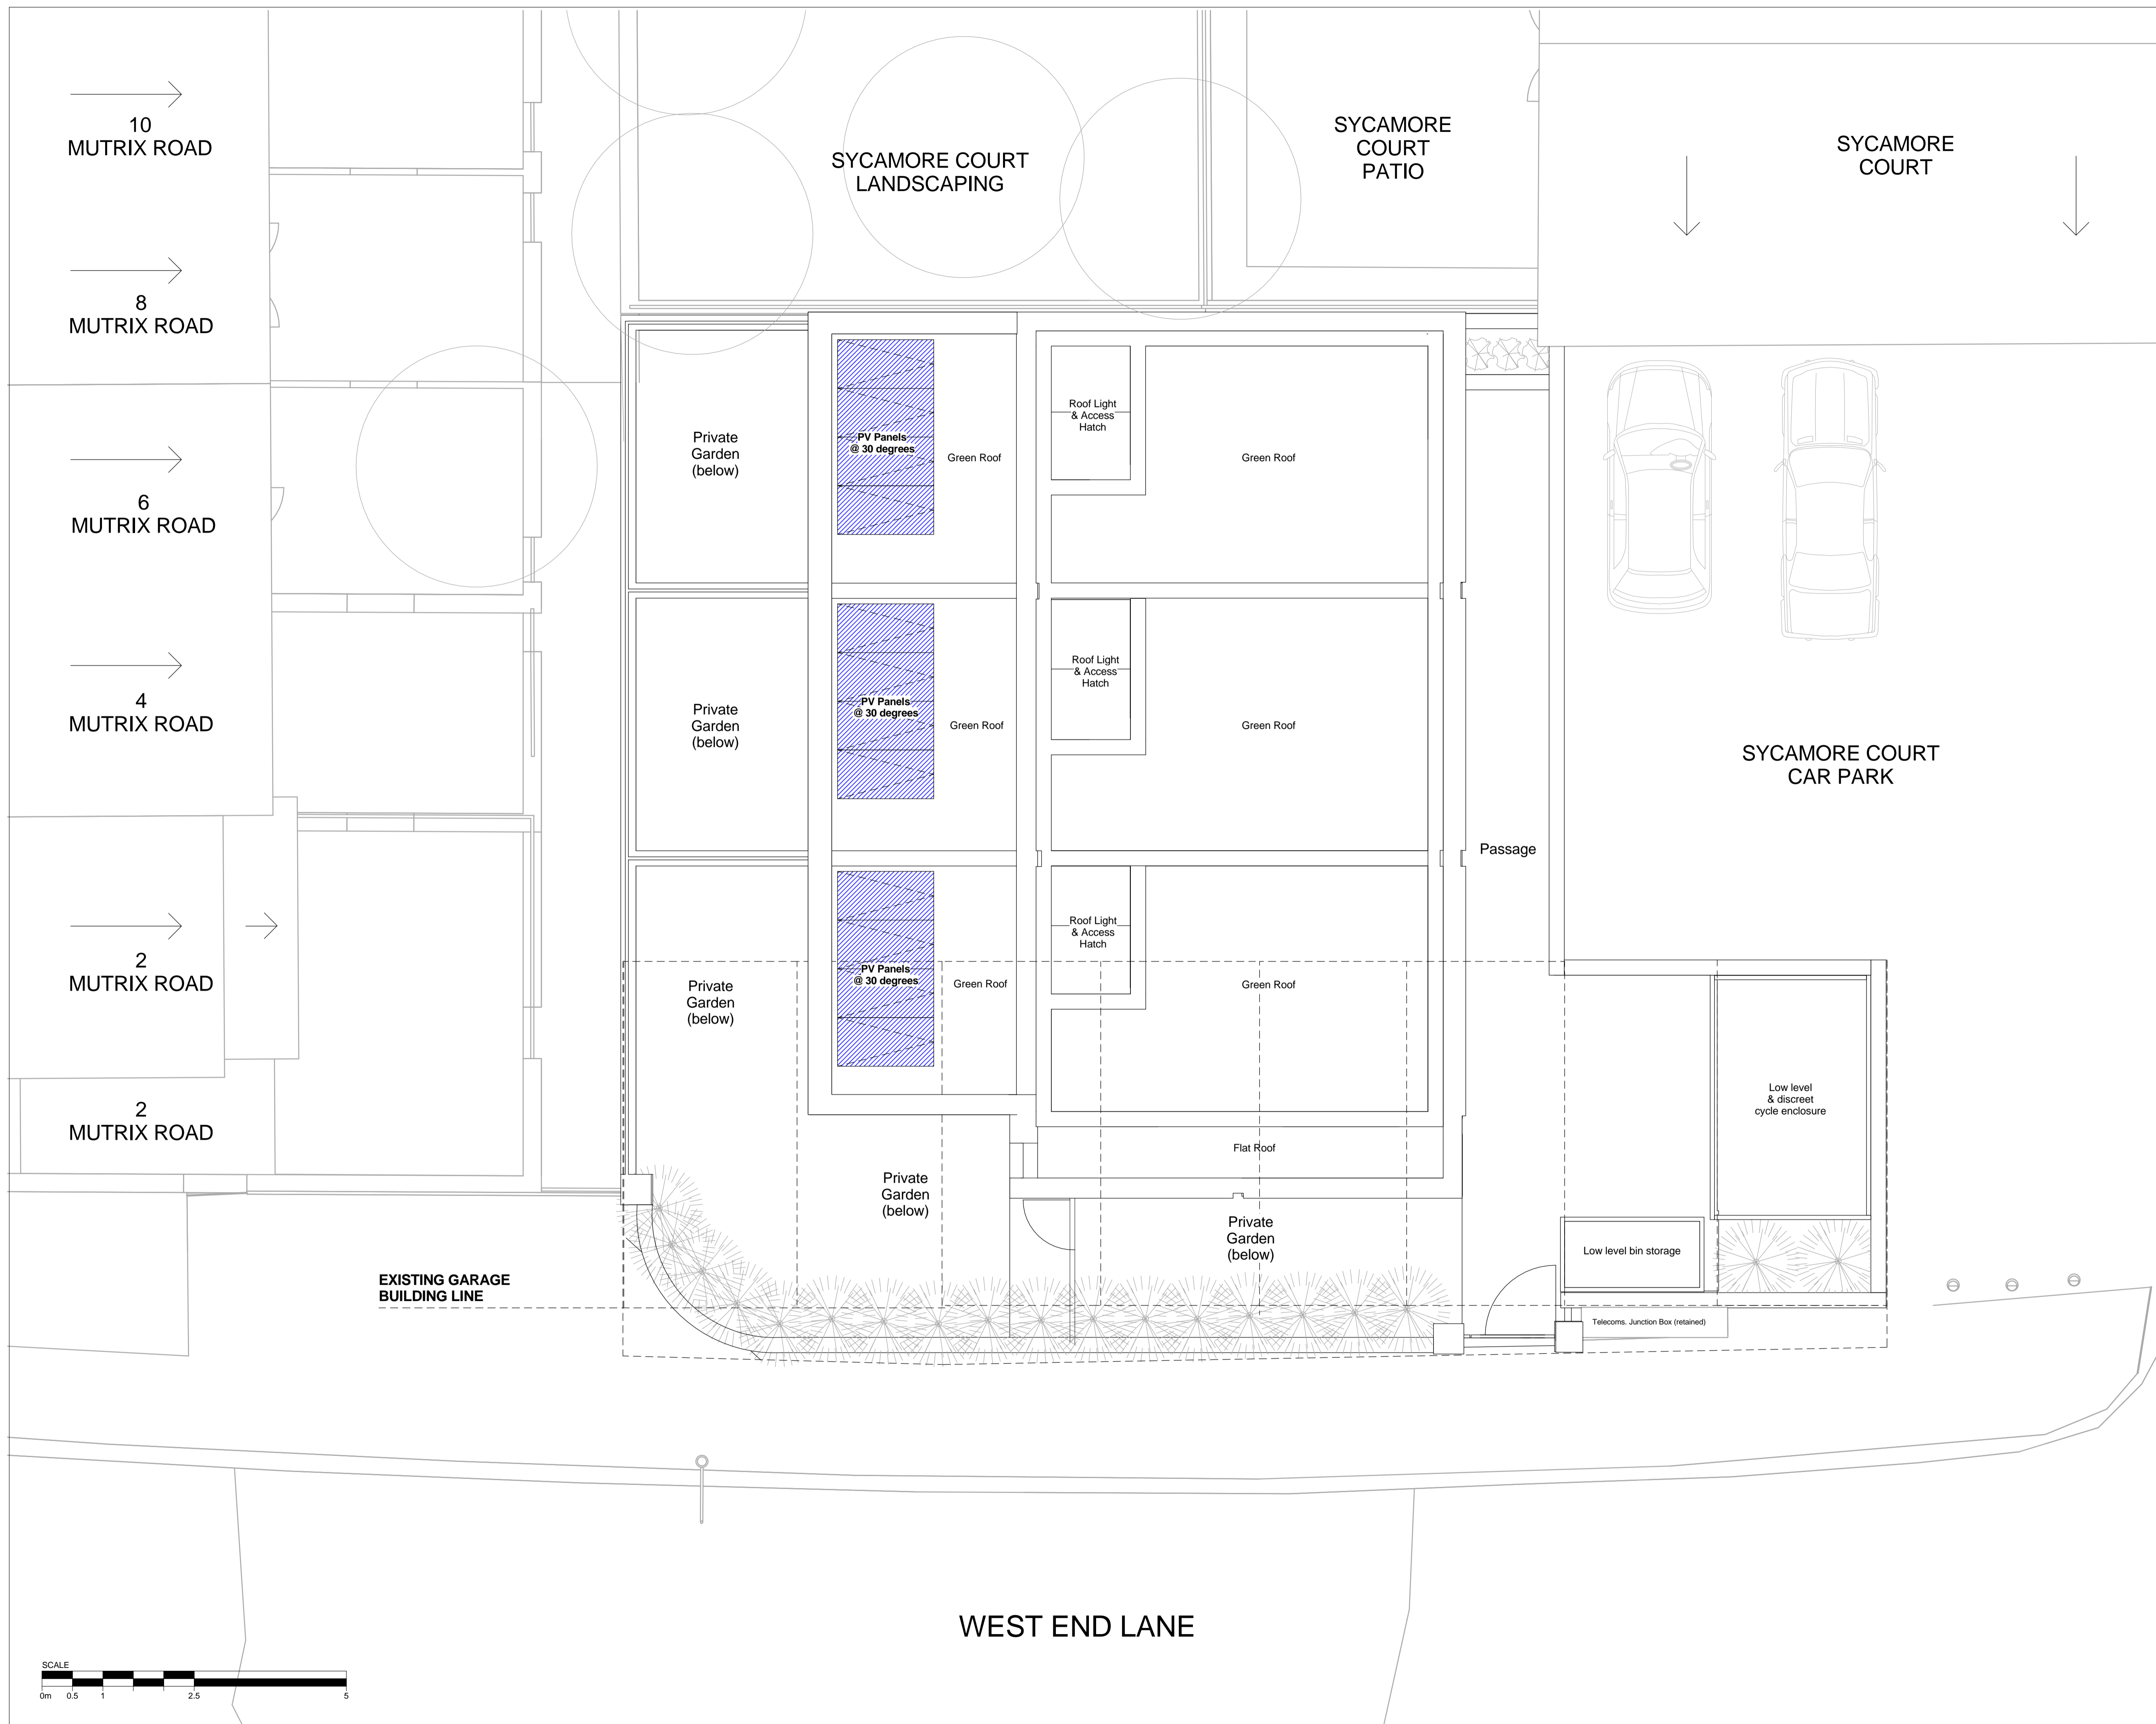 10
MUTRIX ROAD
SYCAMORE COURT
LANDSCAPING
SYCAMORE
COURT
PATIO
SYCAMORE
COURT
8
MUTRIX ROAD
6
MUTRIX ROAD
Private
Garden
(below)
PV Panels
@ 30 degrees
Green Roof
Roof Light
& Access
Hatch
Green Roof
4
MUTRIX ROAD
Private
Garden
(below)
PV Panels
@ 30 degrees
Green Roof
Roof Light
& Access
Hatch
Green Roof
SYCAMORE COURT
CAR PARK
Passage
2
MUTRIX ROAD
Private
Garden
(below)
PV Panels
@ 30 degrees
Green Roof
Roof Light
& Access
Hatch
Green Roof
2
MUTRIX ROAD
Low level
& discreet
cycle enclosure
Flat Roof
Private
Garden
(below)
Private
Garden
(below)
Low level bin storage
EXISTING GARAGE
BUILDING LINE
Telecoms. Junction Box (retained)
WEST END LANE
SCALE
0m 0.5 1 2.5 5